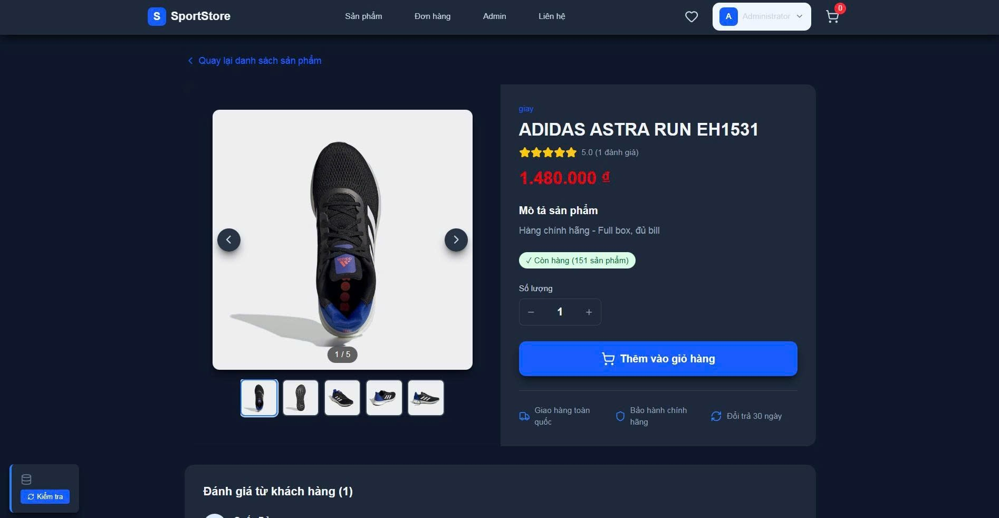 S SportStore
Sản phẩm
Đơn hàng
Admin
Liên hệ
A Administrator
0
Quay lại danh sách sản phẩm
giay
ADIDAS ASTRA RUN EH1531
5.0 (1 đánh giá)
1.480.000 ₫
Mô tả sản phẩm
Hàng chính hãng - Full box, đủ bill
✓ Còn hàng (151 sản phẩm)
Số lượng
− 1 +
Thêm vào giỏ hàng
Giao hàng toàn
quốc
Bảo hành chính
hãng
Đổi trả 30 ngày
adidas
1 / 5
Kiểm tra
Đánh giá từ khách hàng (1)